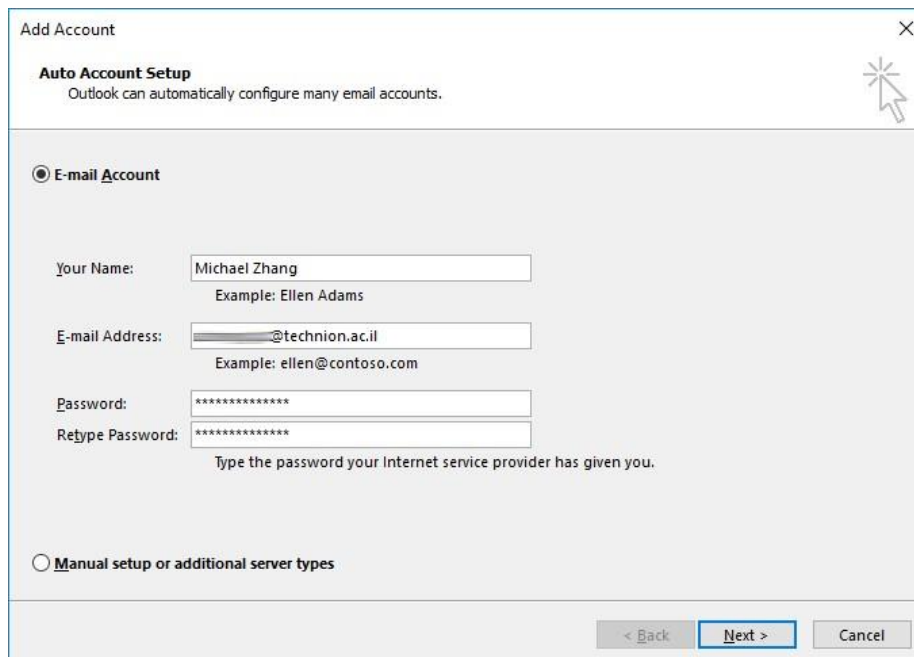 Add Account
Auto Account Setup
Outlook can automatically configure many email accounts.
E-mail Account
Your Name: Michael Zhang
Example: Ellen Adams
E-mail Address: @technion.ac.il
Example: ellen@contoso.com
Password: **************
Retype Password: **************
Type the password your Internet service provider has given you.
Manual setup or additional server types
< Back Next > Cancel